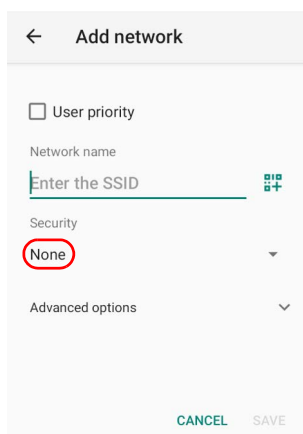 Add network
User priority
Network name
Enter the SSID
Security
None
Advanced options
CANCEL SAVE